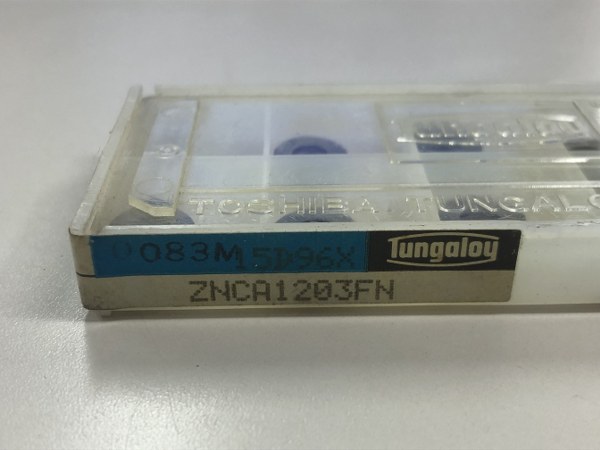 TOSHIBA TUNGALO
083M 15D96X Tungaloy
ZNCA1203FN